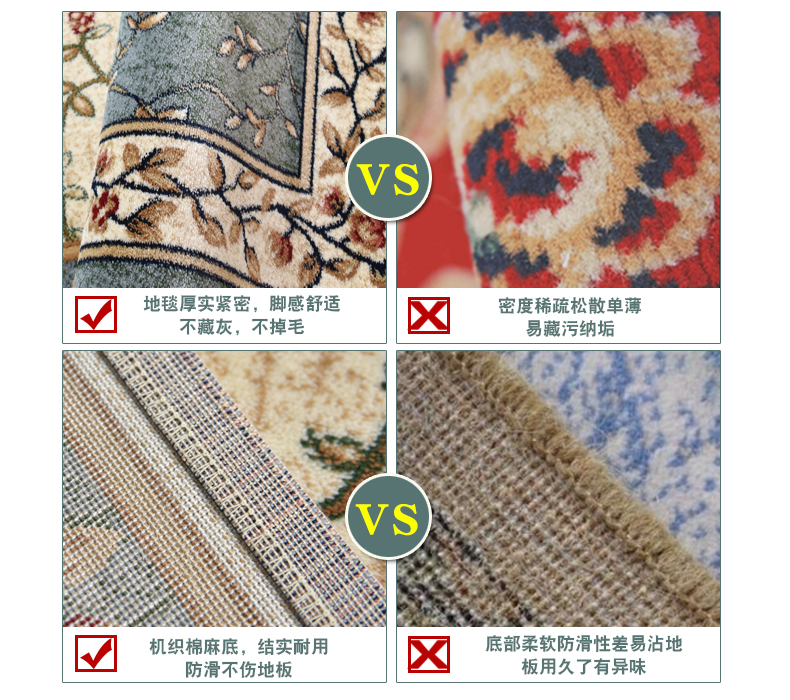 VS
地毯厚实紧密，脚感舒适
不藏灰，不掉毛
密度稀疏松散单薄
易藏污纳垢
VS
机织棉麻底，结实耐用
防滑不伤地板
底部柔软防滑性差易沾地
板用久了有异味